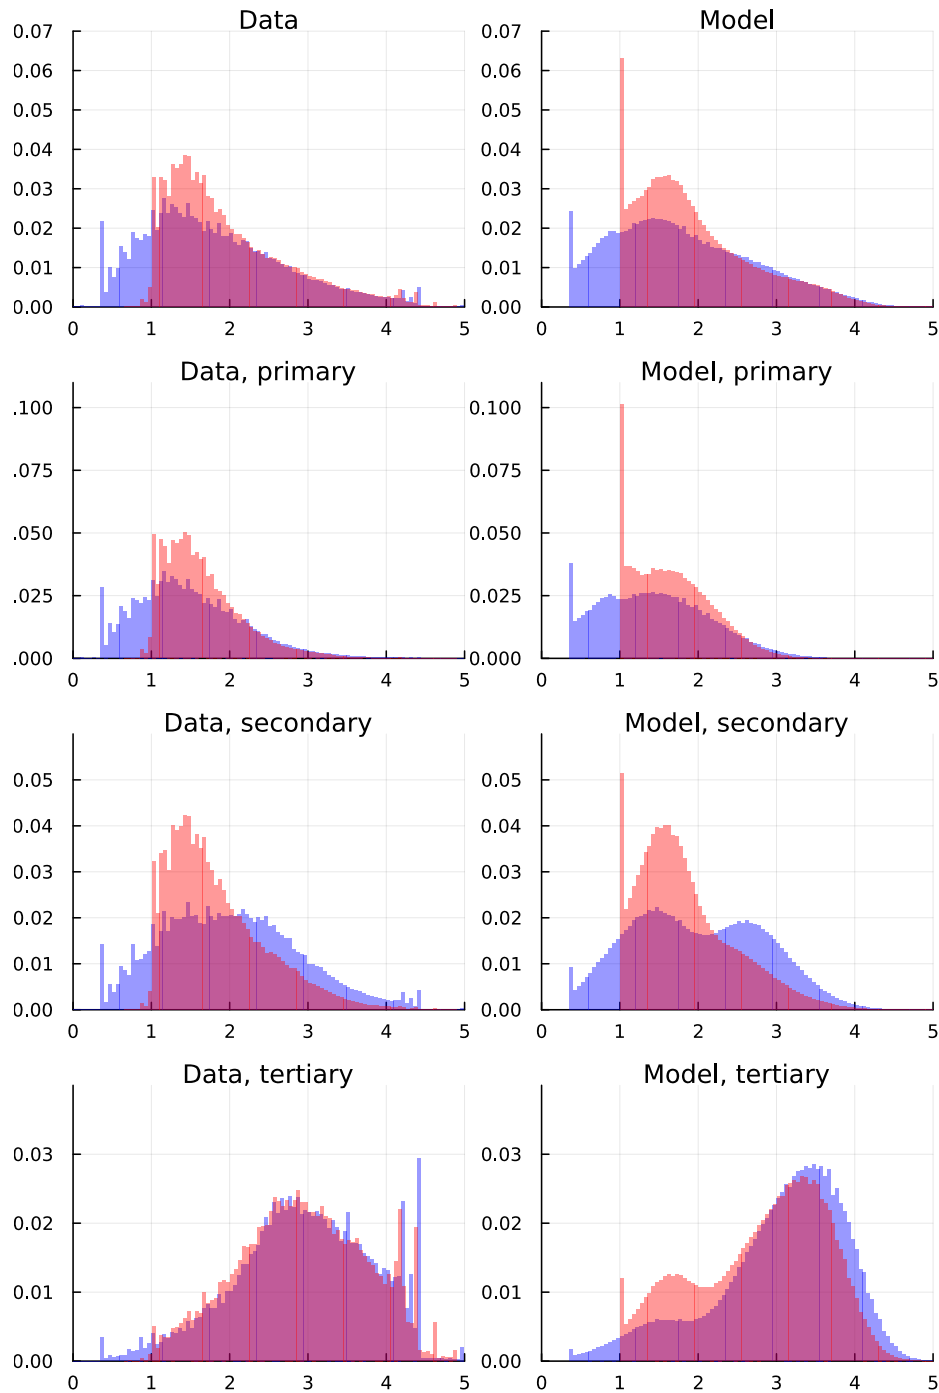 Data Model
0.07 0.07
0.06 0.06
0.05 0.05
0.04 0.04
0.03 0.03
0.02 0.02
0.01 0.01
0.00 0.00
0 1 2 3 4 5 0 1 2 3 4 5
Data, primary Model, primary
.100 0.100
.075 0.075
.050 0.050
.025 0.025
.000 0.000
0 1 2 3 4 5 0 1 2 3 4 5
Data, secondary Model, secondary
0.05 0.05
0.04 0.04
0.03 0.03
0.02 0.02
0.01 0.01
0.00 0.00
0 1 2 3 4 5 0 1 2 3 4 5
Data, tertiary Model, tertiary
0.03 0.03
0.02 0.02
0.01 0.01
0.00 0.00
0 1 2 3 4 5 0 1 2 3 4 5